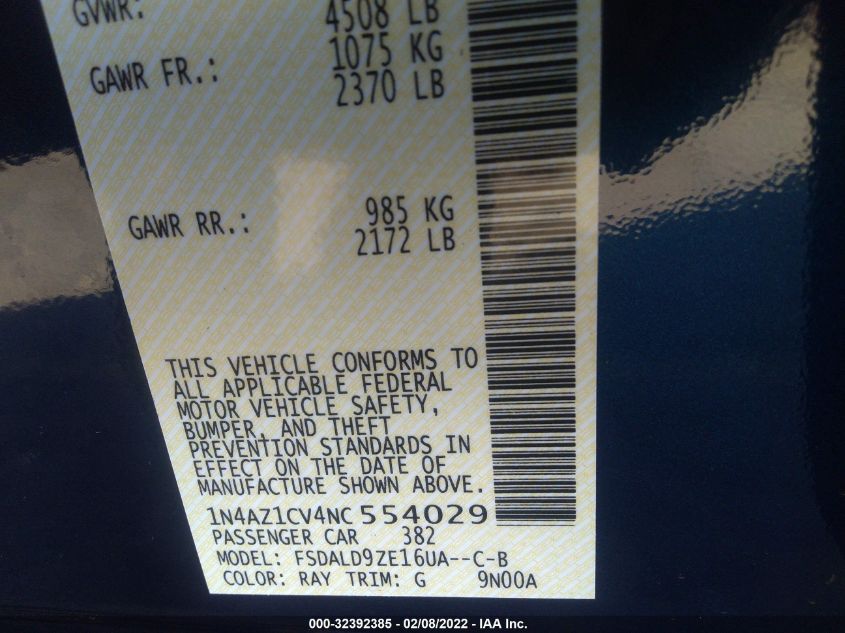 GVWR: 4508 LB
1075 KG
GAWR FR.: 2370 LB
985 KG
GAWR RR.: 2172 LB
THIS VEHICLE CONFORMS TO
ALL APPLICABLE FEDERAL
MOTOR VEHICLE SAFETY,
BUMPER, AND THEFT
PREVENTION STANDARDS IN
EFFECT ON THE DATE OF
MANUFACTURE SHOWN ABOVE.
1N4AZ1CV4NC554029
PASSENGER CAR 382
MODEL: FSDALD9ZE16UA--C-B
COLOR: RAY TRIM: G 9N00A
000-32392385 - 02/08/2022 - IAA Inc.